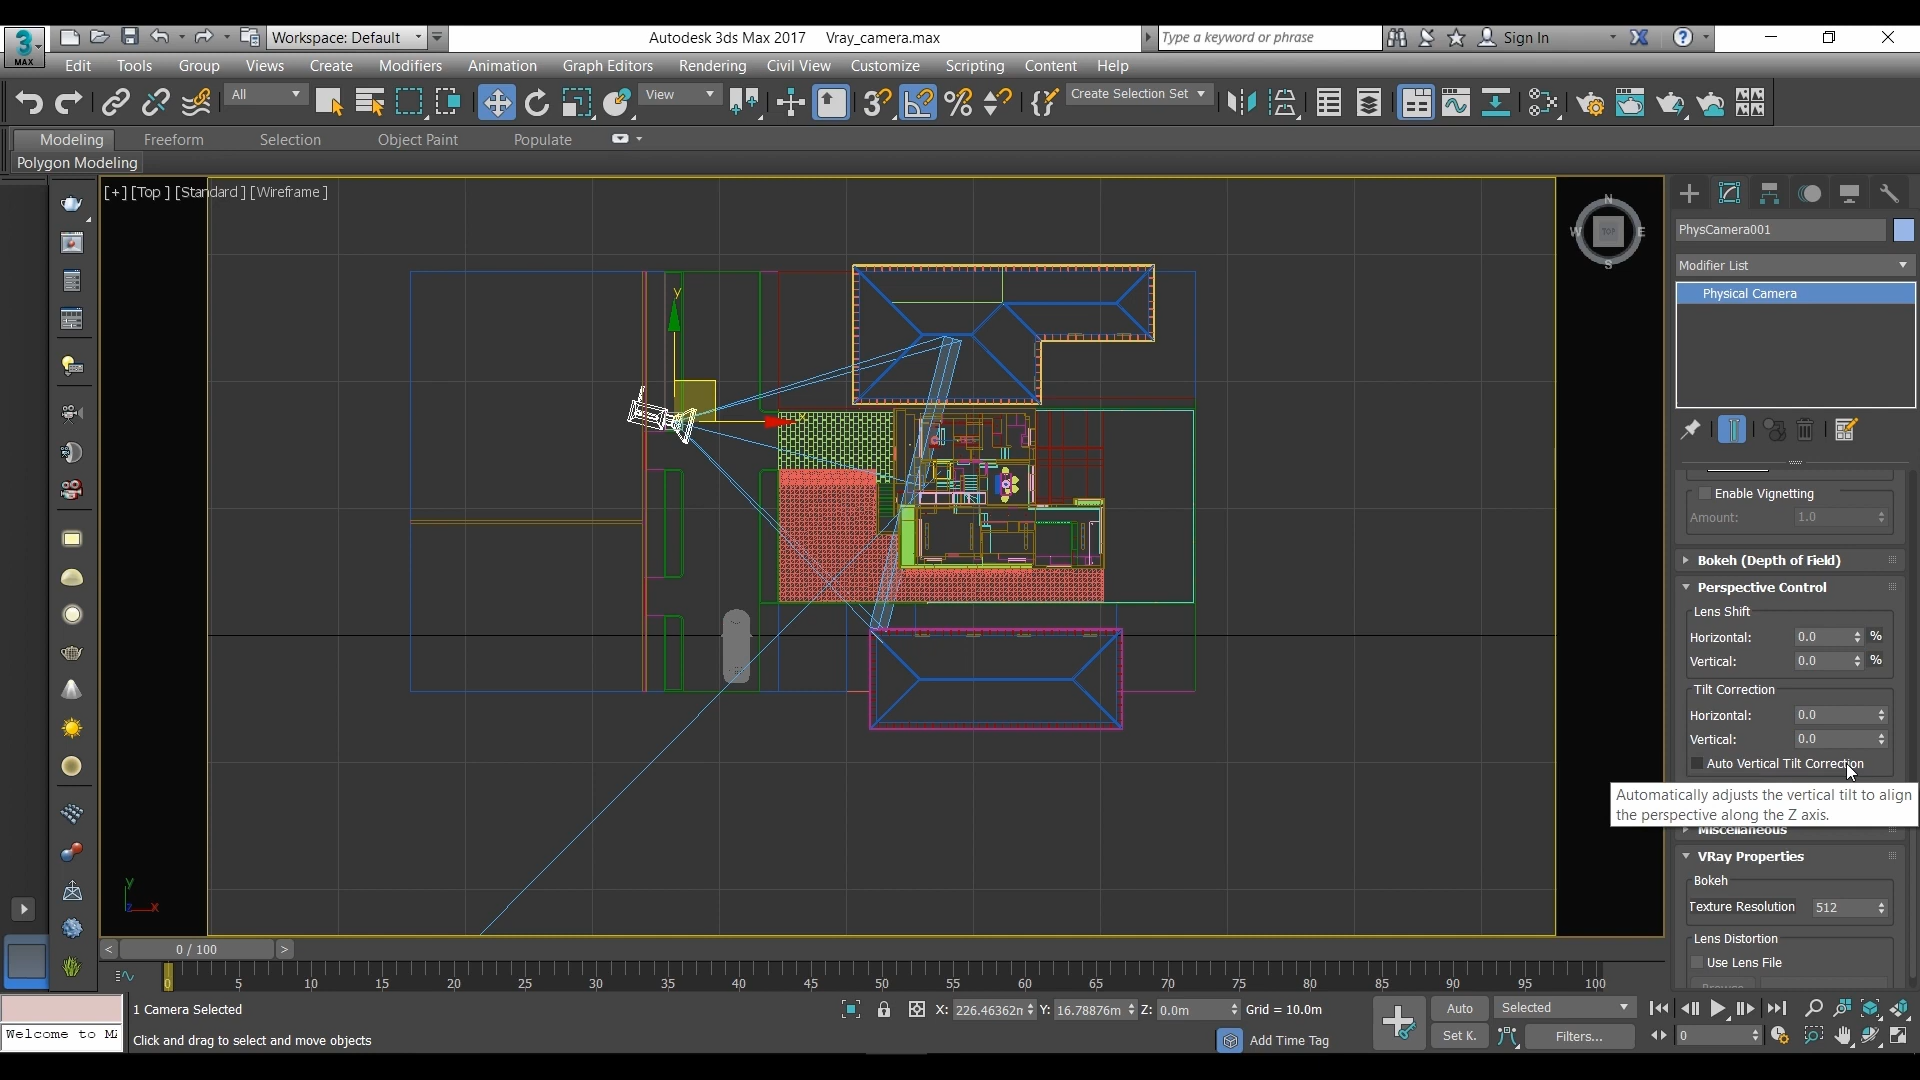 3 MAX Workspace: Default Autodesk 3ds Max 2017 Vray_camera.max Type a keyword or phrase Sign In
Edit Tools Group Views Create Modifiers Animation Graph Editors Rendering Civil View Customize Scripting Content Help
All View Create Selection Set
Modeling Freeform Selection Object Paint Populate
Polygon Modeling
[+] [Top ] [Standard ] [Wireframe ]
N
W TOP E
S
PhysCamera001
Modifier List
Physical Camera
y
x
Enable Vignetting
Amount: 1.0
Bokeh (Depth of Field)
Perspective Control
Lens Shift
Horizontal: 0.0 %
Vertical: 0.0 %
Tilt Correction
Horizontal: 0.0
Vertical: 0.0
Auto Vertical Tilt Correction
Automatically adjusts the vertical tilt to align
the perspective along the Z axis.
Miscellaneous
VRay Properties
Bokeh
Texture Resolution 512
Lens Distortion
Use Lens File
Browse
y
z x
< 0 / 100 >
0 5 10 15 20 25 30 35 40 45 50 55 60 65 70 75 80 85 90 95 100
1 Camera Selected X: 226.46362m Y: 16.78876m Z: 0.0m Grid = 10.0m Auto Selected
Welcome to M Click and drag to select and move objects Add Time Tag Set K. Filters... 0